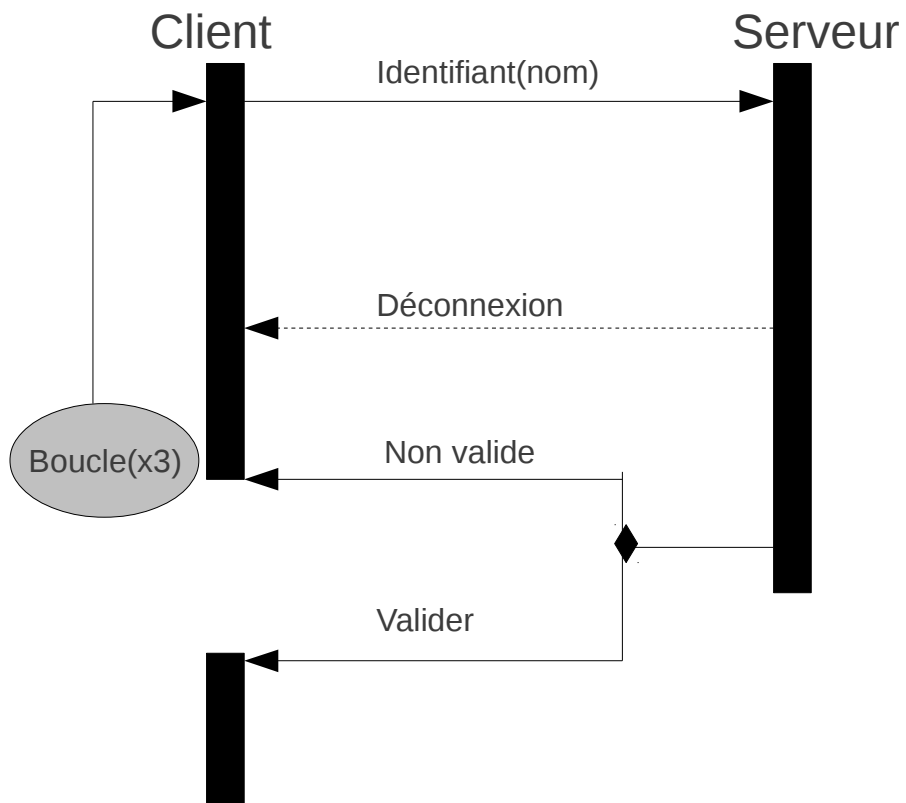 Client
Serveur
Identifiant(nom)
Déconnexion
Non valide
Boucle(x3)
Valider